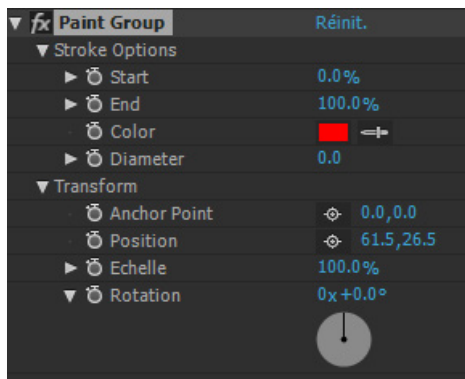 fx Paint Group Réinit.
Stroke Options
Start 0.0%
End 100.0%
Color
Diameter 0.0
Transform
Anchor Point 0.0,0.0
Position 61.5,26.5
Echelle 100.0%
Rotation 0x+0.0°